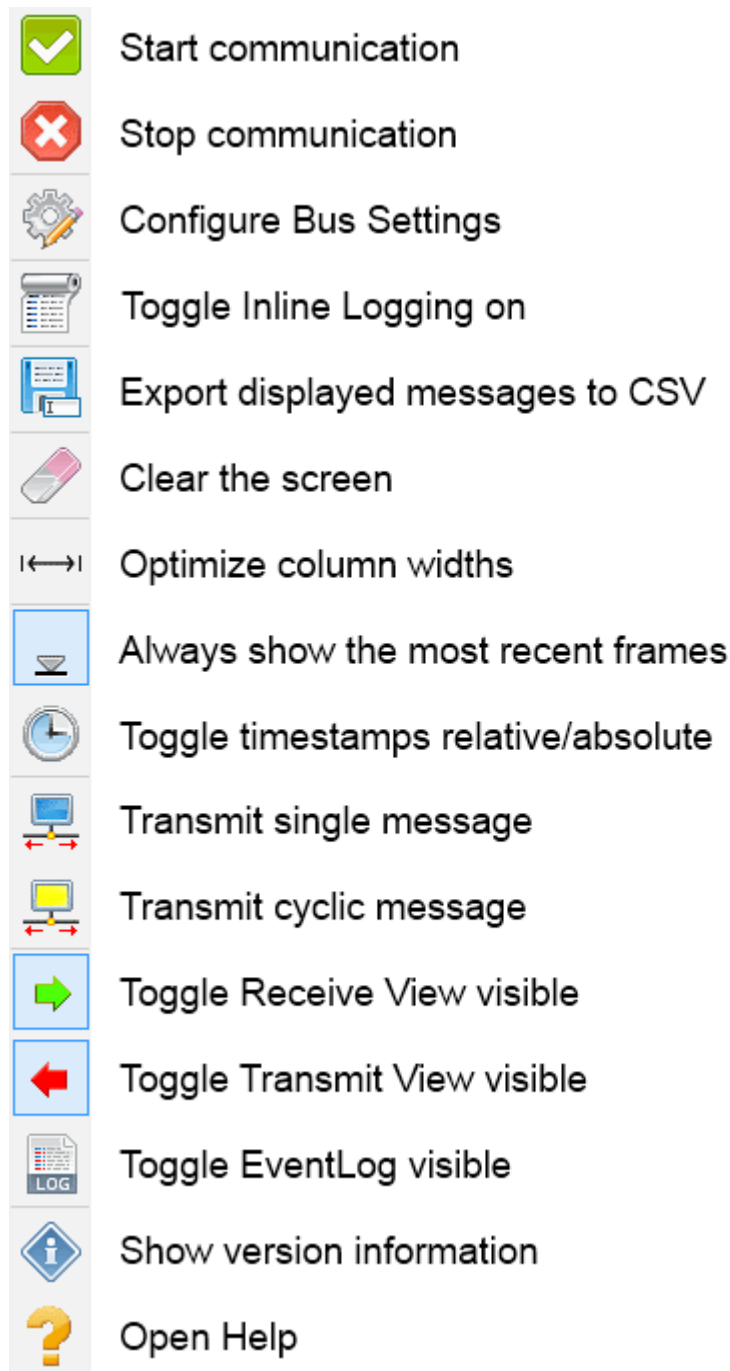 Start communication
Stop communication
Configure Bus Settings
Toggle Inline Logging on
Export displayed messages to CSV
Clear the screen
Optimize column widths
Always show the most recent frames
Toggle timestamps relative/absolute
Transmit single message
Transmit cyclic message
Toggle Receive View visible
Toggle Transmit View visible
LOG
Toggle EventLog visible
Show version information
Open Help